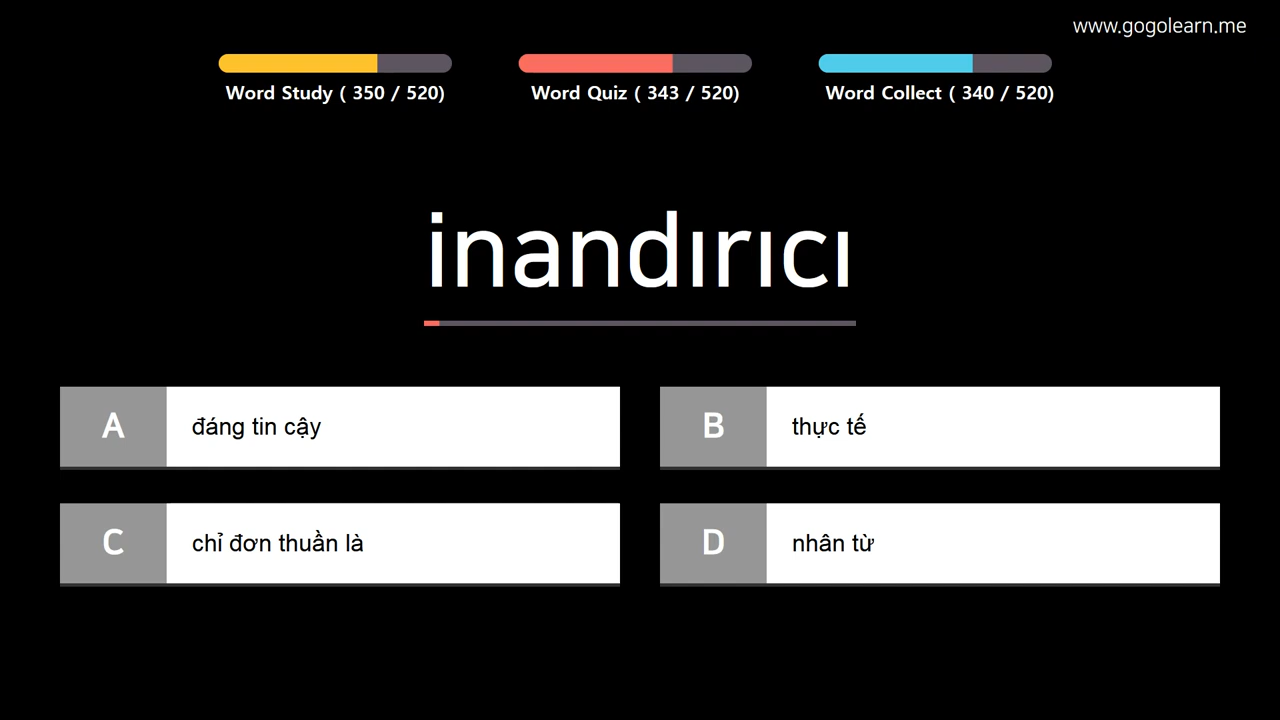 www.gogolearn.me
Word Study ( 350 / 520)
Word Quiz ( 343 / 520)
Word Collect ( 340 / 520)
inandırıcı
A đáng tin cậy
B thực tế
C chỉ đơn thuần là
D nhân từ